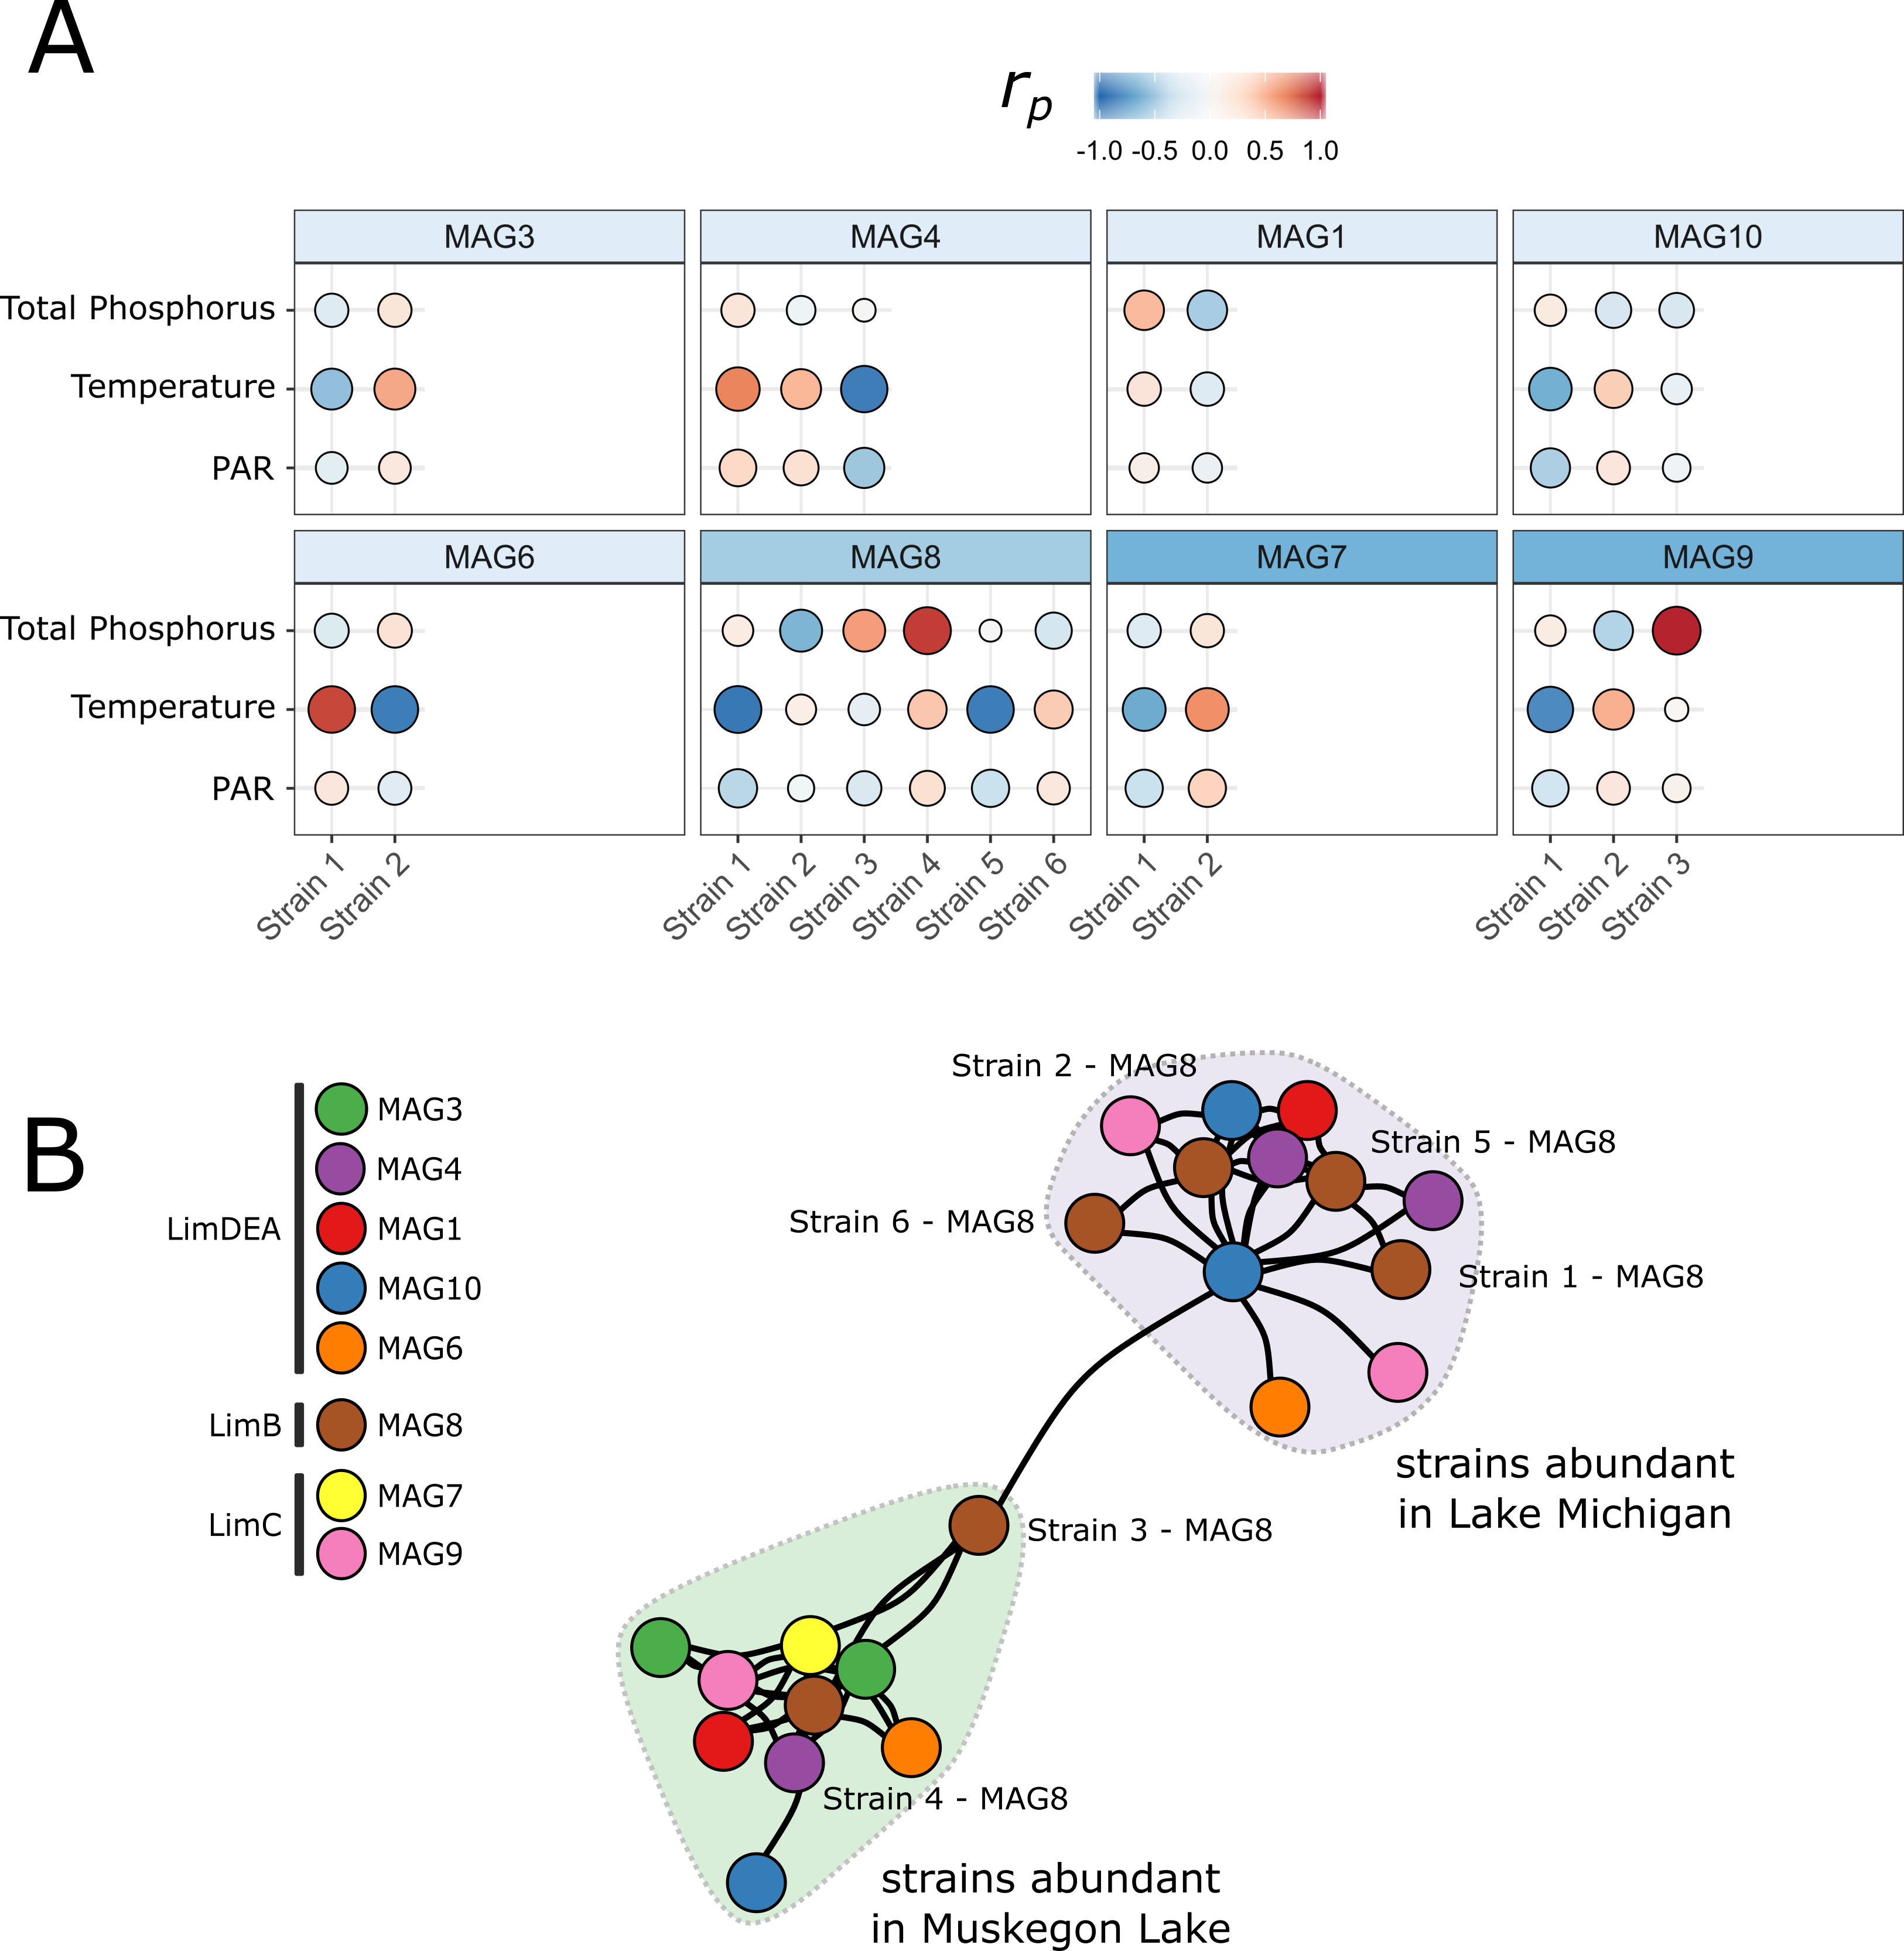 A
rp
-1.0 -0.5 0.0 0.5 1.0
MAG3 MAG4 MAG1 MAG10
Total Phosphorus
Temperature
PAR
MAG6 MAG8 MAG7 MAG9
Total Phosphorus
Temperature
PAR
Strain 1 Strain 2 Strain 1 Strain 2 Strain 3 Strain 4 Strain 5 Strain 6 Strain 1 Strain 2 Strain 1 Strain 2 Strain 3
B
LimDEA
MAG3
MAG4
MAG1
MAG10
MAG6
LimB
MAG8
LimC
MAG7
MAG9
Strain 2 - MAG8
Strain 5 - MAG8
Strain 6 - MAG8
Strain 1 - MAG8
strains abundant
in Lake Michigan
Strain 3 - MAG8
Strain 4 - MAG8
strains abundant
in Muskegon Lake